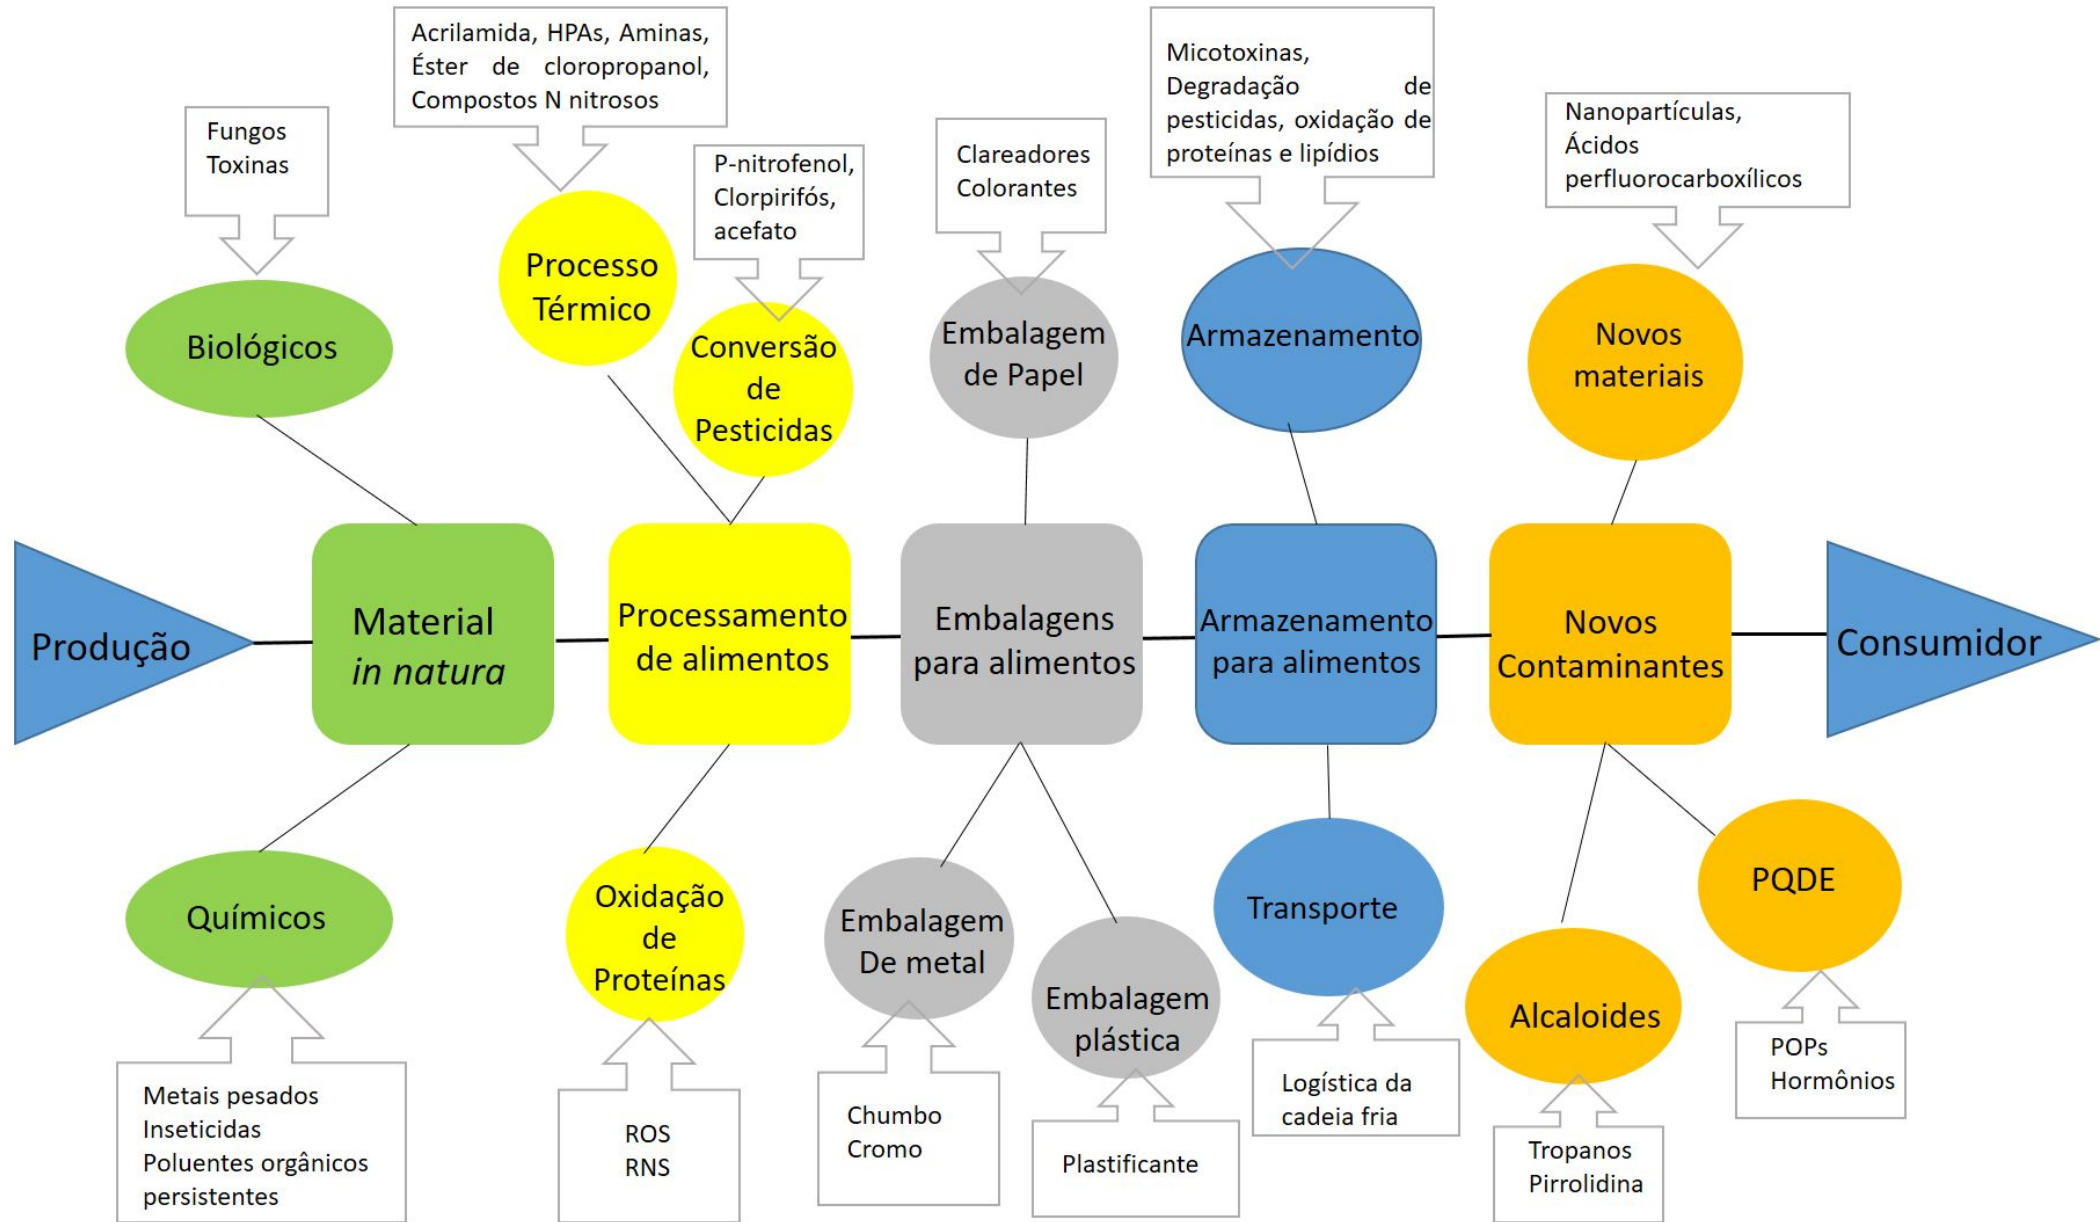 Acrilamida, HPAs, Aminas,
Éster de cloropropanol,
Compostos N nitrosos
Micotoxinas,
Degradação de
pesticidas, oxidação de
proteínas e lipídios
Fungos
Toxinas
P-nitrofenol,
Clorpirifós,
acefato
Clareadores
Colorantes
Nanopartículas,
Ácidos
perfluorocarboxílicos
Biológicos
Processo
Térmico
Conversão
de
Pesticidas
Embalagem
de Papel
Armazenamento
Novos
materiais
Produção
Material
in natura
Processamento
de alimentos
Embalagens
para alimentos
Armazenamento
para alimentos
Novos
Contaminantes
Consumidor
Químicos
Oxidação
de
Proteínas
Embalagem
De metal
Embalagem
plástica
Transporte
Alcaloides
PQDE
Metais pesados
Inseticidas
Poluentes orgânicos
persistentes
ROS
RNS
Chumbo
Cromo
Plastificante
Logística da
cadeia fria
Tropanos
Pirrolidina
POPs
Hormônios